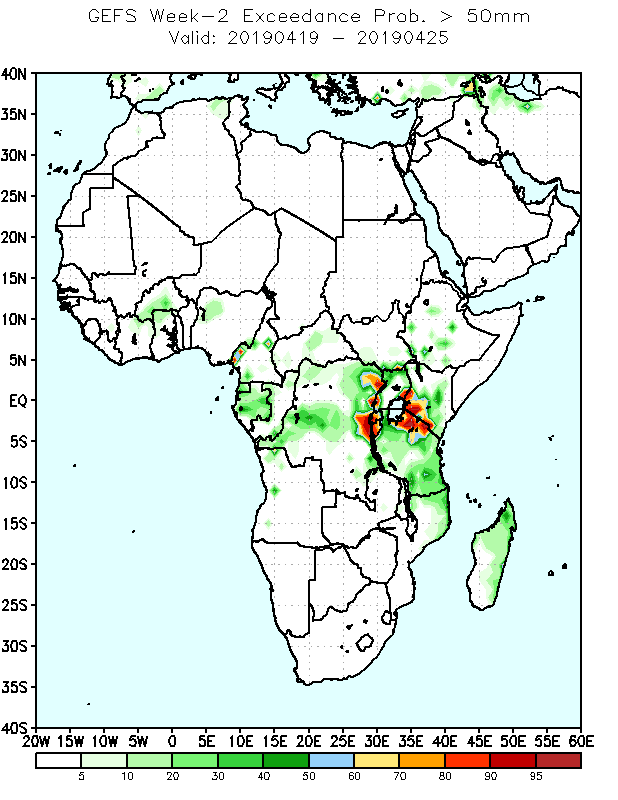 GEFS Week-2 Exceedance Prob. > 50mm
Valid: 20190419 - 20190425
40N
35N
30N
25N
20N
15N
10N
5N
EQ
5S
10S
15S
20S
25S
30S
35S
40S
20W 15W 10W 5W 0 5E 10E 15E 20E 25E 30E 35E 40E 45E 50E 55E 60E
5 10 20 30 40 50 60 70 80 90 95